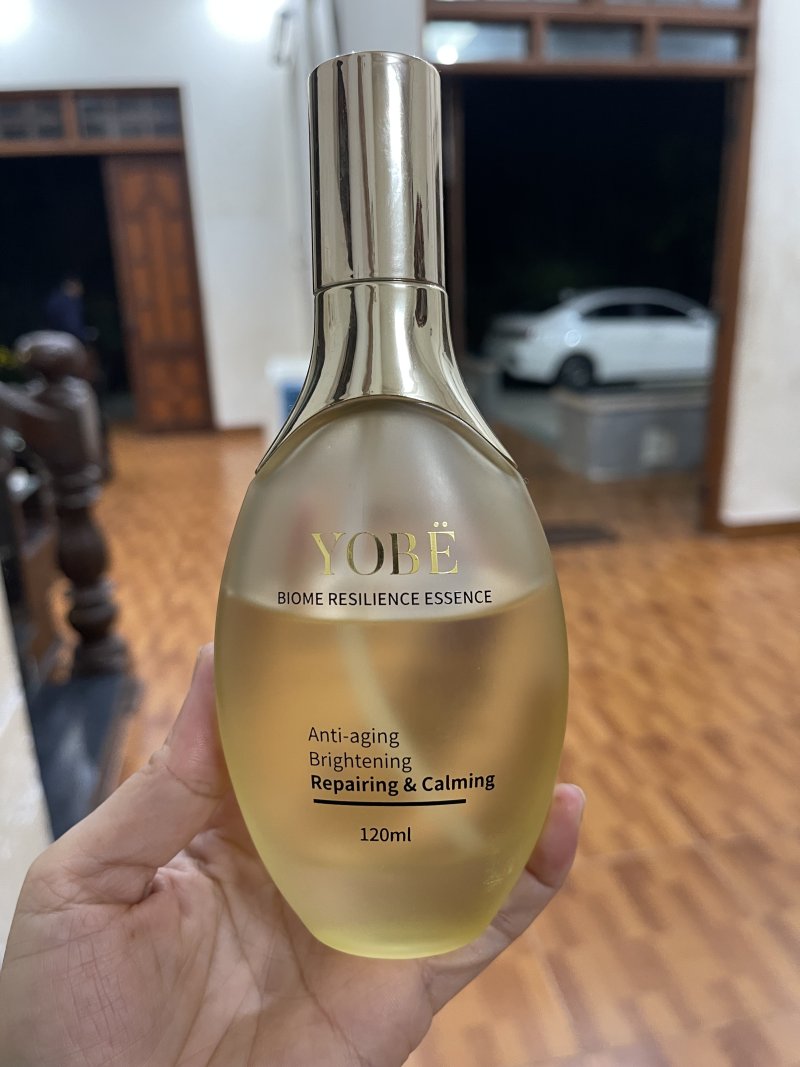 YOBË
BIOME RESILIENCE ESSENCE
Anti-aging
Brightening
Repairing & Calming
120ml